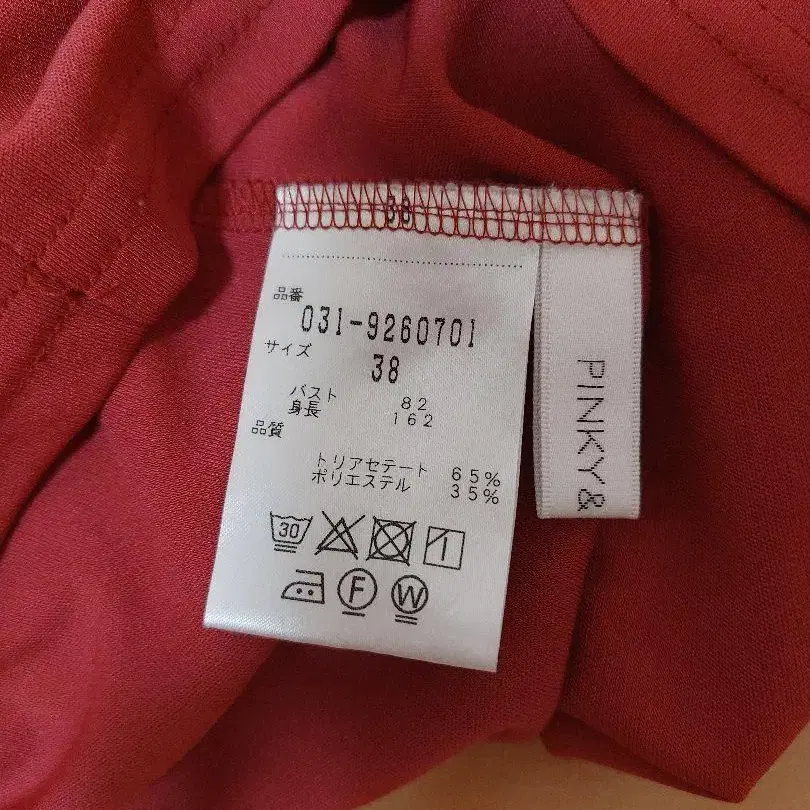 38
品番
031-9260701
サイズ
38
バスト 82
身長 162
品質
トリアセテート 65%
ポリエステル 35%
30
F
W
PINKY &